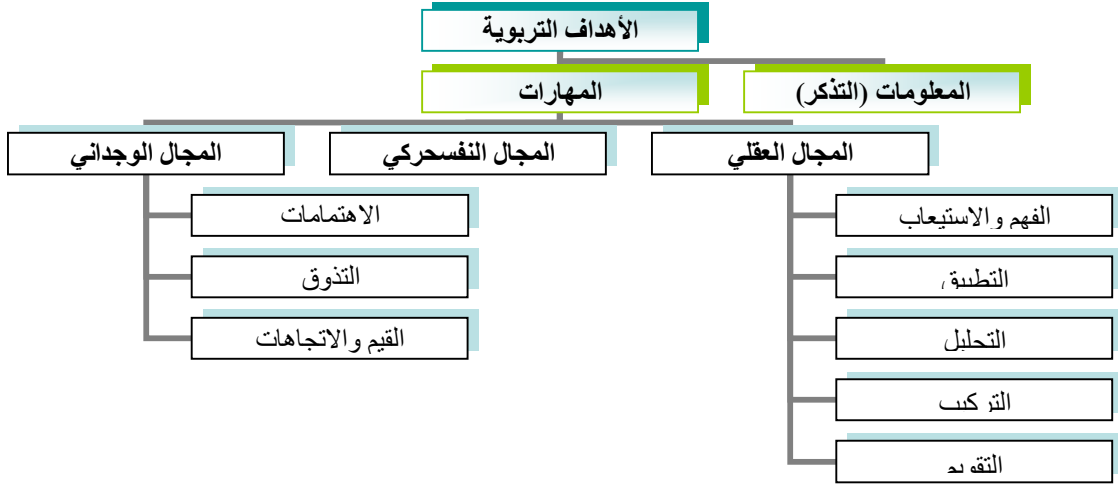 الأهداف التربوية
المعلومات (التذكر)
المهارات
المجال العقلي
المجال النفسحركي
المجال الوجداني
الفهم والاستيعاب
التطبيق
التحليل
التركيب
التقويم
الاهتمامات
التذوق
القيم والاتجاهات